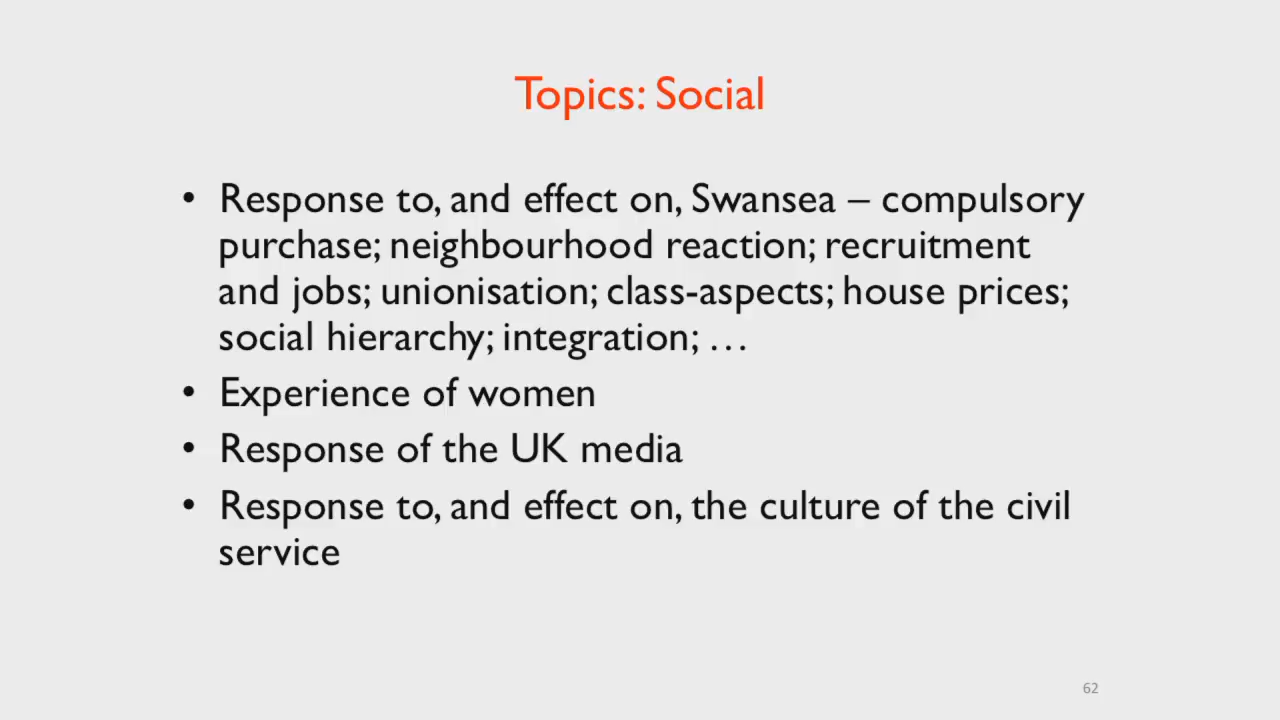 Topics: Social
• Response to, and effect on, Swansea – compulsory
purchase; neighbourhood reaction; recruitment
and jobs; unionisation; class-aspects; house prices;
social hierarchy; integration; …
• Experience of women
• Response of the UK media
• Response to, and effect on, the culture of the civil
service
62